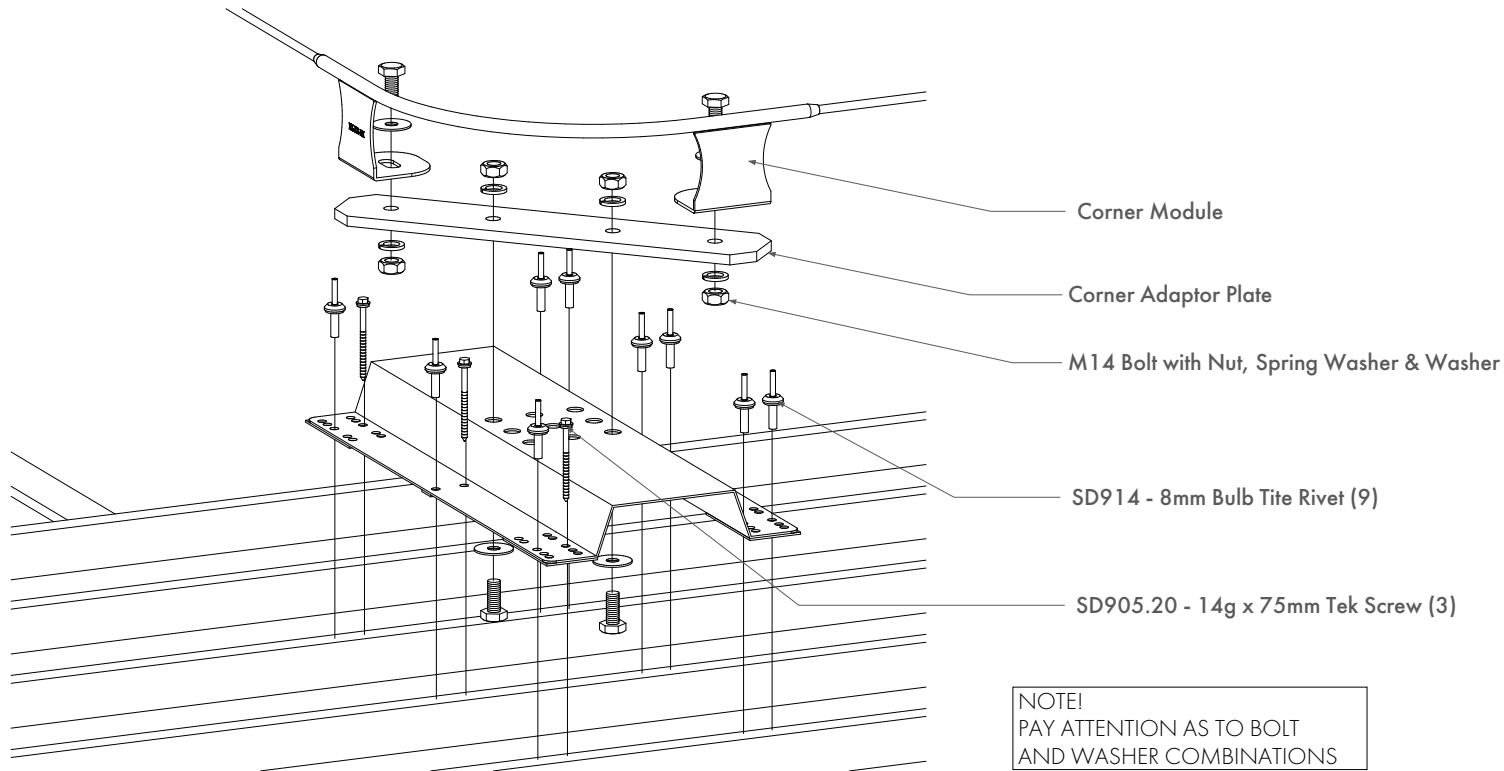 Corner Module
Corner Adaptor Plate
M14 Bolt with Nut, Spring Washer & Washer
SD914 - 8mm Bulb Tite Rivet (9)
SD905.20 - 14g x 75mm Tek Screw (3)
NOTE!
PAY ATTENTION AS TO BOLT
AND WASHER COMBINATIONS